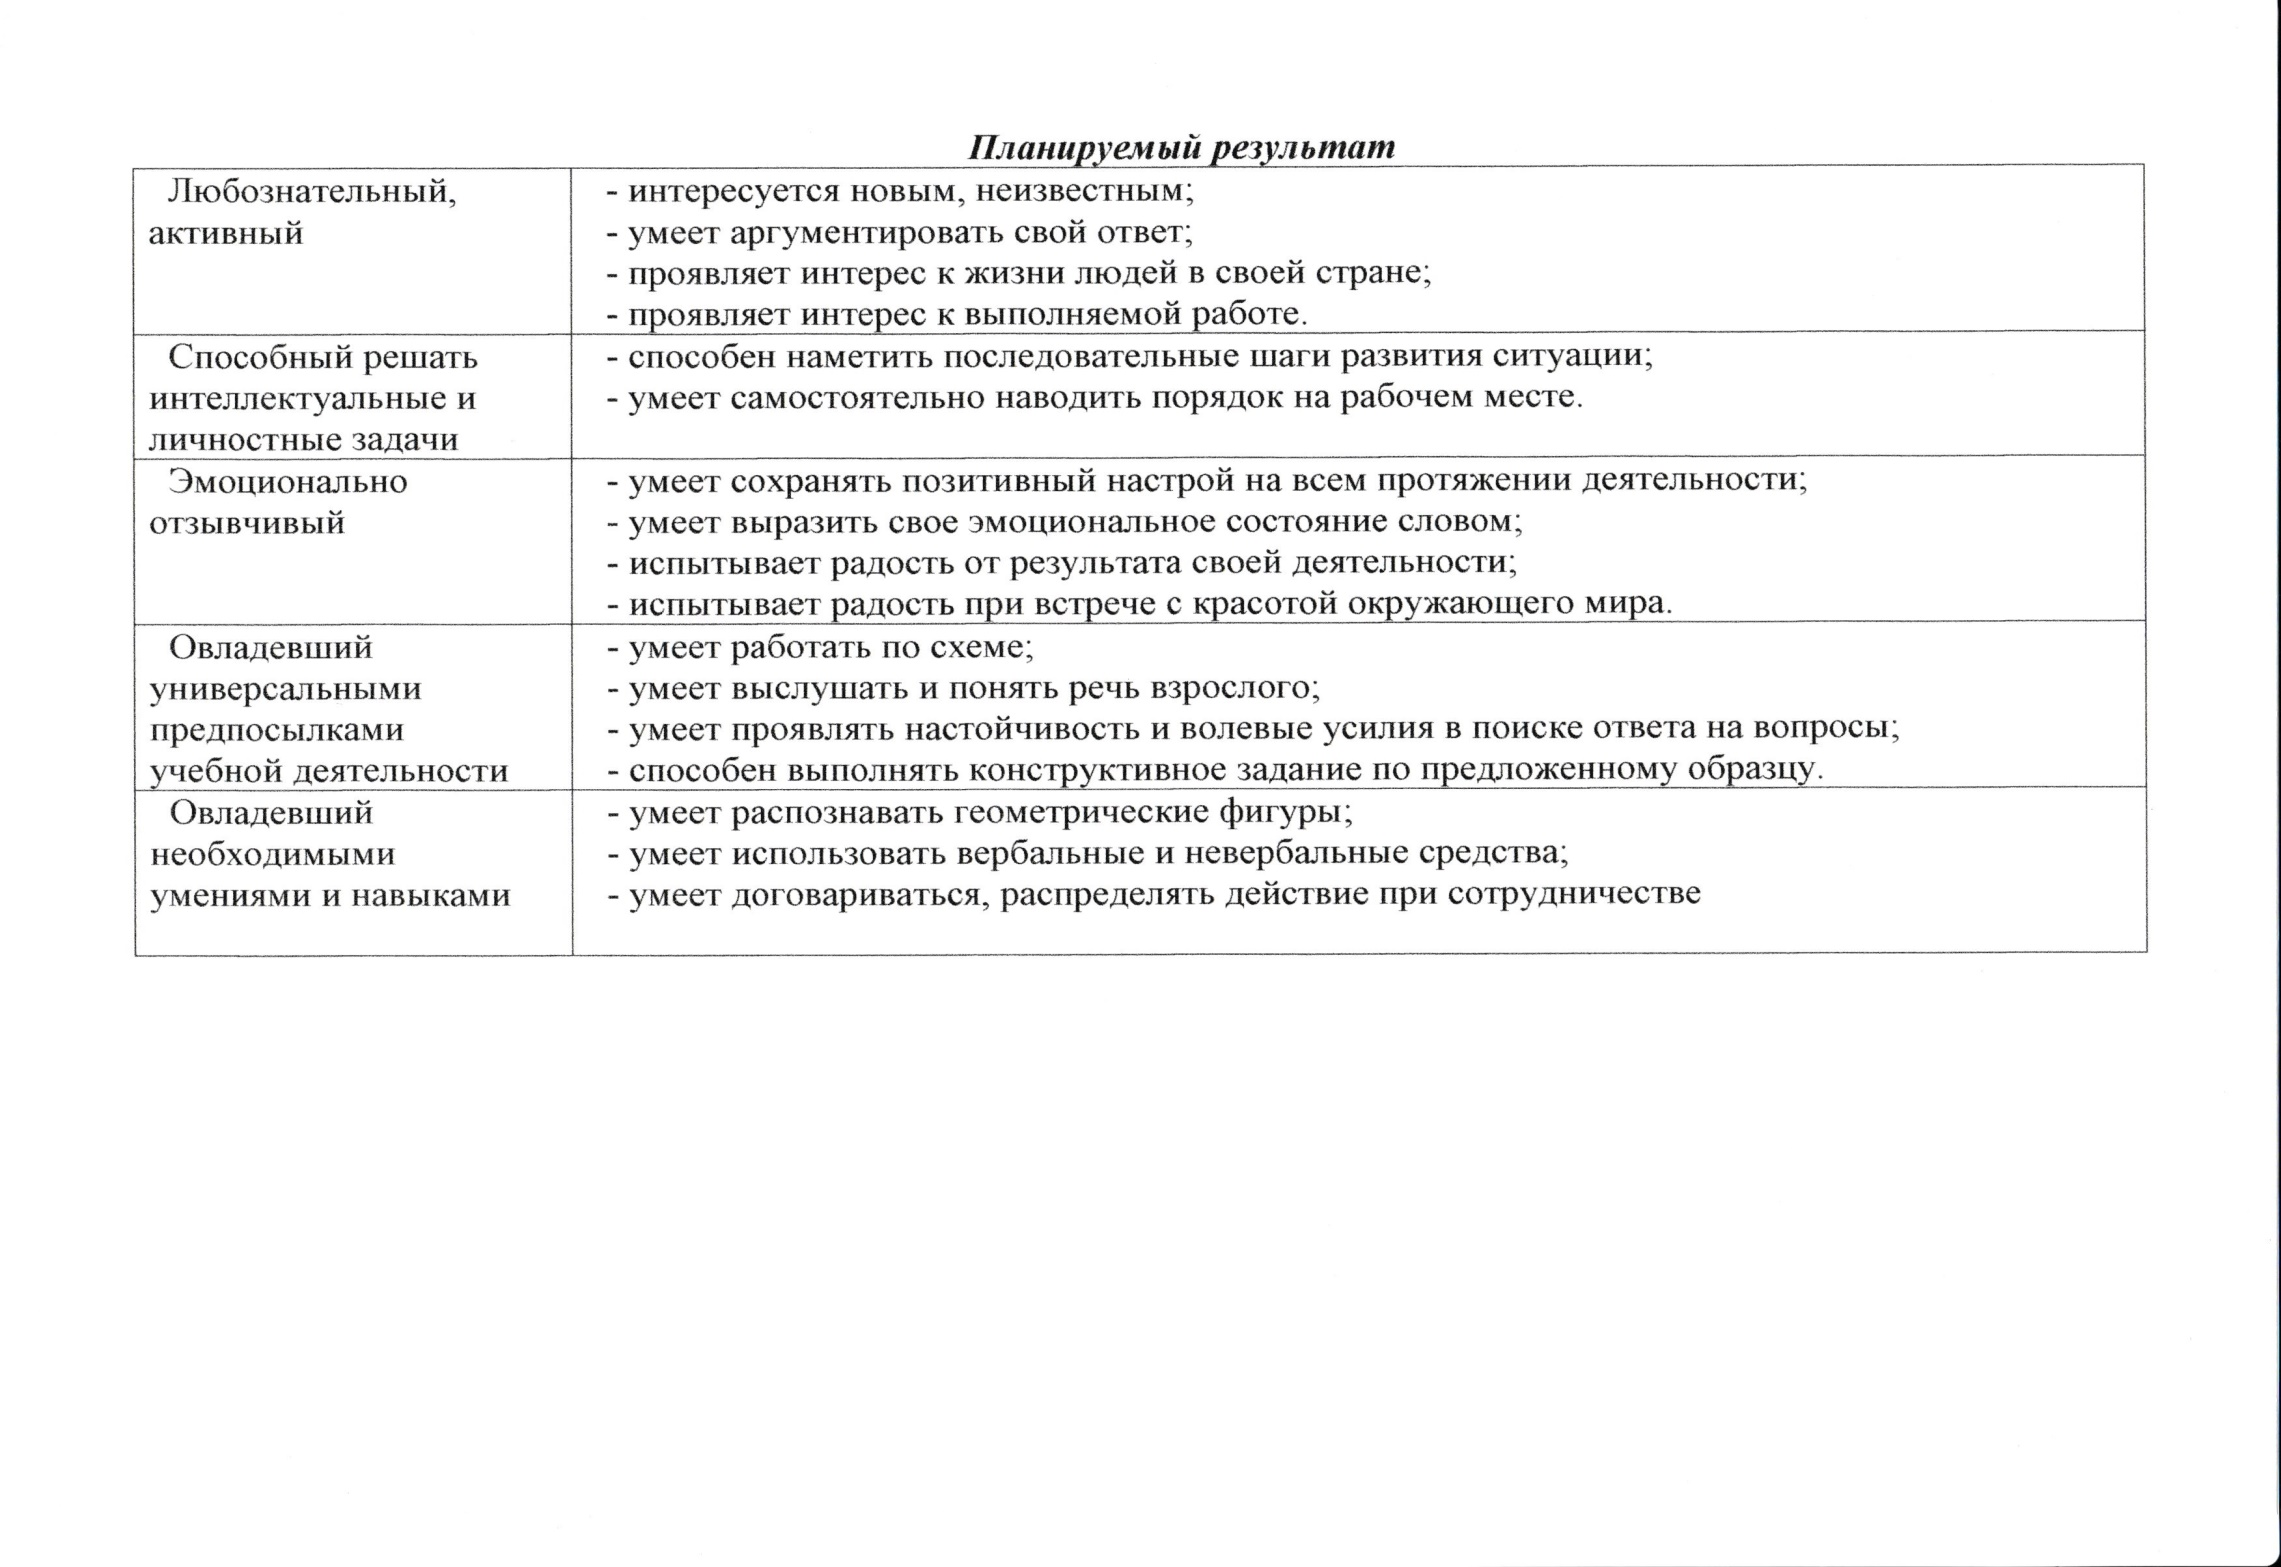 Планируемый результат
Любознательный,
активный
- интересуется новым, неизвестным;
- умеет аргументировать свой ответ;
- проявляет интерес к жизни людей в своей стране;
- проявляет интерес к выполняемой работе.
Способный решать
интеллектуальные и
личностные задачи
- способен наметить последовательные шаги развития ситуации;
- умеет самостоятельно наводить порядок на рабочем месте.
Эмоционально
отзывчивый
- умеет сохранять позитивный настрой на всем протяжении деятельности;
- умеет выразить свое эмоциональное состояние словом;
- испытывает радость от результата своей деятельности;
- испытывает радость при встрече с красотой окружающего мира.
Овладевший
универсальными
предпосылками
учебной деятельности
- умеет работать по схеме;
- умеет выслушать и понять речь взрослого;
- умеет проявлять настойчивость и волевые усилия в поиске ответа на вопросы;
- способен выполнять конструктивное задание по предложенному образцу.
Овладевший
необходимыми
умениями и навыками
- умеет распознавать геометрические фигуры;
- умеет использовать вербальные и невербальные средства;
- умеет договариваться, распределять действие при сотрудничестве